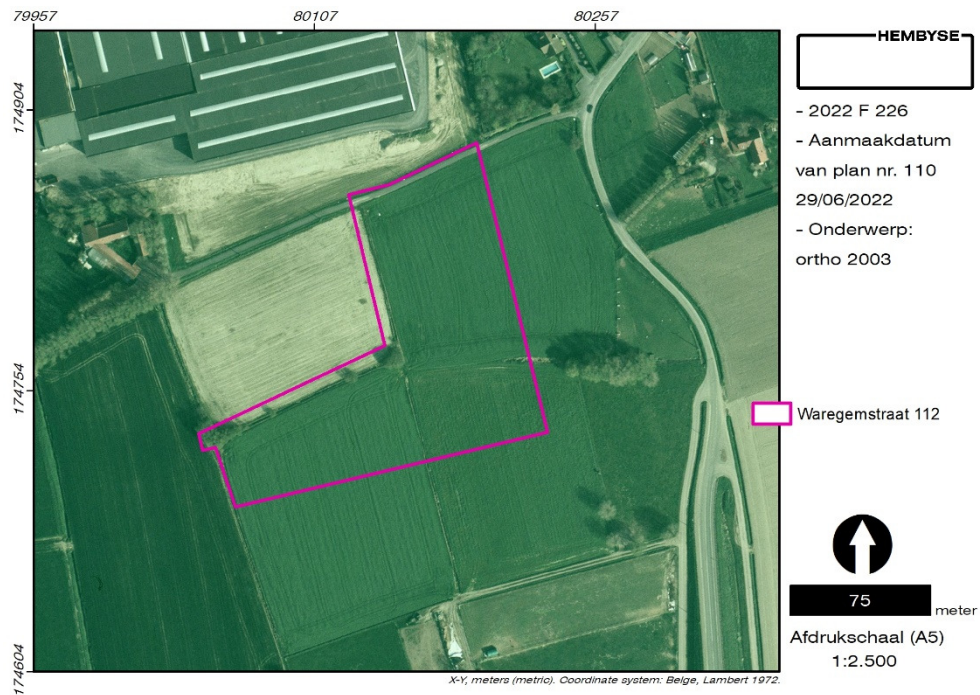 79957
80107
80257
174904
174754
174604
HEMBYSE
- 2022 F 226
- Aanmaakdatum
van plan nr. 110
29/06/2022
- Onderwerp:
ortho 2003
Waregemstraat 112
75
meter
Afdrukschaal (A5)
1:2.500
X-Y, meters (metric). Coordinate system: Belge, Lambert 1972.